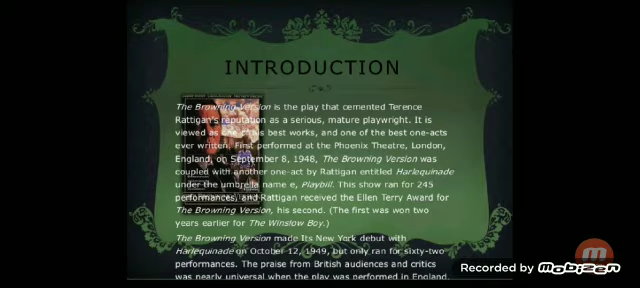 INTRODUCTION
The Browning Version is the play that cemented Terence
Rattigan's reputation as a serious, mature playwright. It is
viewed as one of his best works, and one of the best one-acts
ever written. First performed at the Phoenix Theatre, London,
England, on September 8, 1948, The Browning Version was
coupled with another one-act by Rattigan entitled Harlequinade
under the umbrella name e, Playbill. This show ran for 245
performances, and Rattigan received the Ellen Terry Award for
The Browning Version, his second. (The first was won two
years earlier for The Winslow Boy.)
The Browning Version made Its New York debut with
Harlequinade on October 12, 1949, but only ran for sixty-two
performances. The praise from British audiences and critics
was nearly universal when the play was performed in England.
Recorded by Mobizen